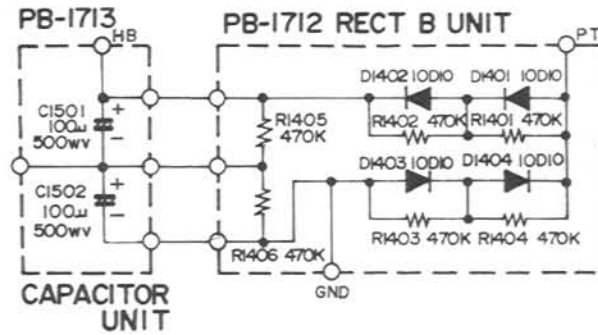 PB-1713
PB-1712 RECT B UNIT
HB
PT
D1402 10D10
D1401 10D10
C1501
100μ
500WV
+
−
R1405
470K
R1402 470K
R1401 470K
D1403 10D10
D1404 10D10
C1502
100μ
500WV
+
−
R1403 470K
R1404 470K
R1406 470K
GND
CAPACITOR
UNIT